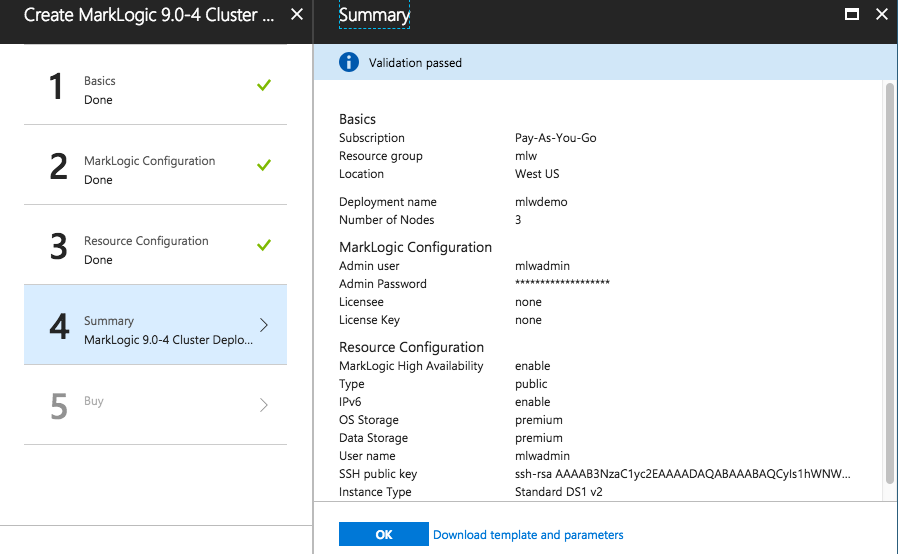 Create MarkLogic 9.0-4 Cluster ...
1 Basics
Done
2 MarkLogic Configuration
Done
3 Resource Configuration
Done
4 Summary
MarkLogic 9.0-4 Cluster Deplo...
5 Buy
Summary
Validation passed
Basics
Subscription Pay-As-You-Go
Resource group mlw
Location West US
Deployment name mlwdemo
Number of Nodes 3
MarkLogic Configuration
Admin user mlwadmin
Admin Password *******************
Licensee none
License Key none
Resource Configuration
MarkLogic High Availability enable
Type public
IPv6 enable
OS Storage premium
Data Storage premium
User name mlwadmin
SSH public key ssh-rsa AAAAB3NzaC1yc2EAAAADAQABAAABAQCyIs1hWNW...
Instance Type Standard DS1 v2
OK Download template and parameters